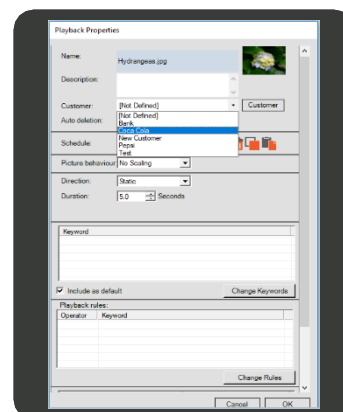 Playback Properties
Name:
Hydrangeas.jpg
Description:
Customer: [Not Defined] Customer
Auto deletion: [Not Defined]
Bank
Coca Cola
New Customer
Pepsi
Test
Schedule:
Picture behaviour No Scaling
Direction: Static
Duration: 5.0 Seconds
Keyword
Include as default Change Keywords
Playback rules:
Operator Keyword
Change Rules
Cancel OK